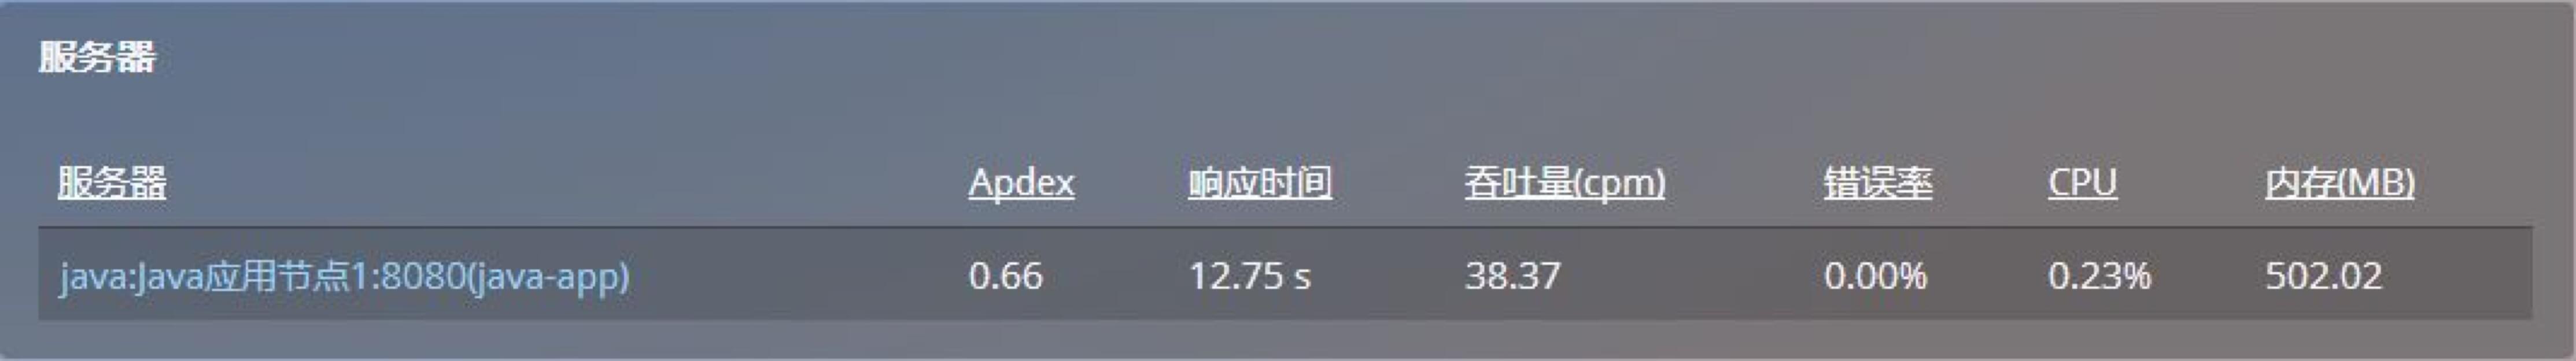 服务器
服务器 Apdex 响应时间 吞吐量(cpm) 错误率 CPU 内存(MB)
java:Java应用节点1:8080(java-app) 0.66 12.75 s 38.37 0.00% 0.23% 502.02